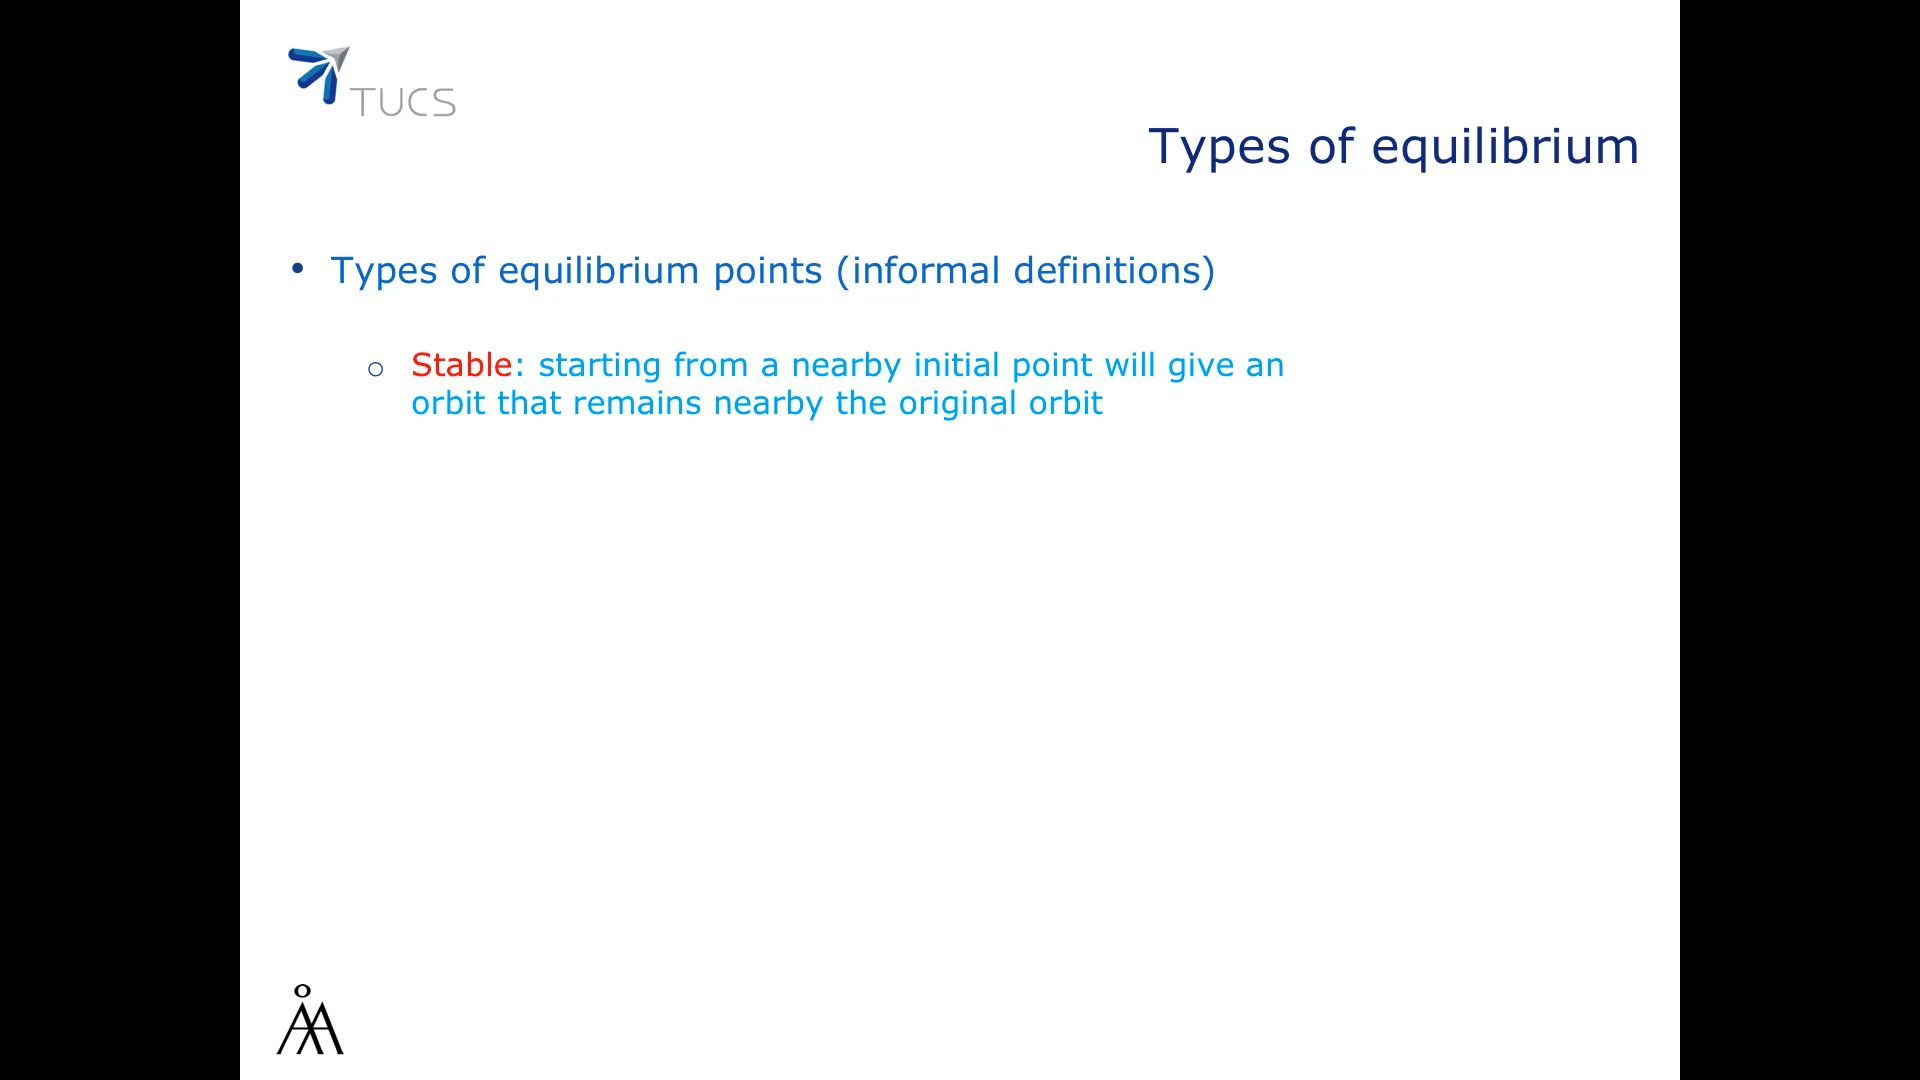 TUCS
Types of equilibrium
• Types of equilibrium points (informal definitions)
o Stable: starting from a nearby initial point will give an
orbit that remains nearby the original orbit